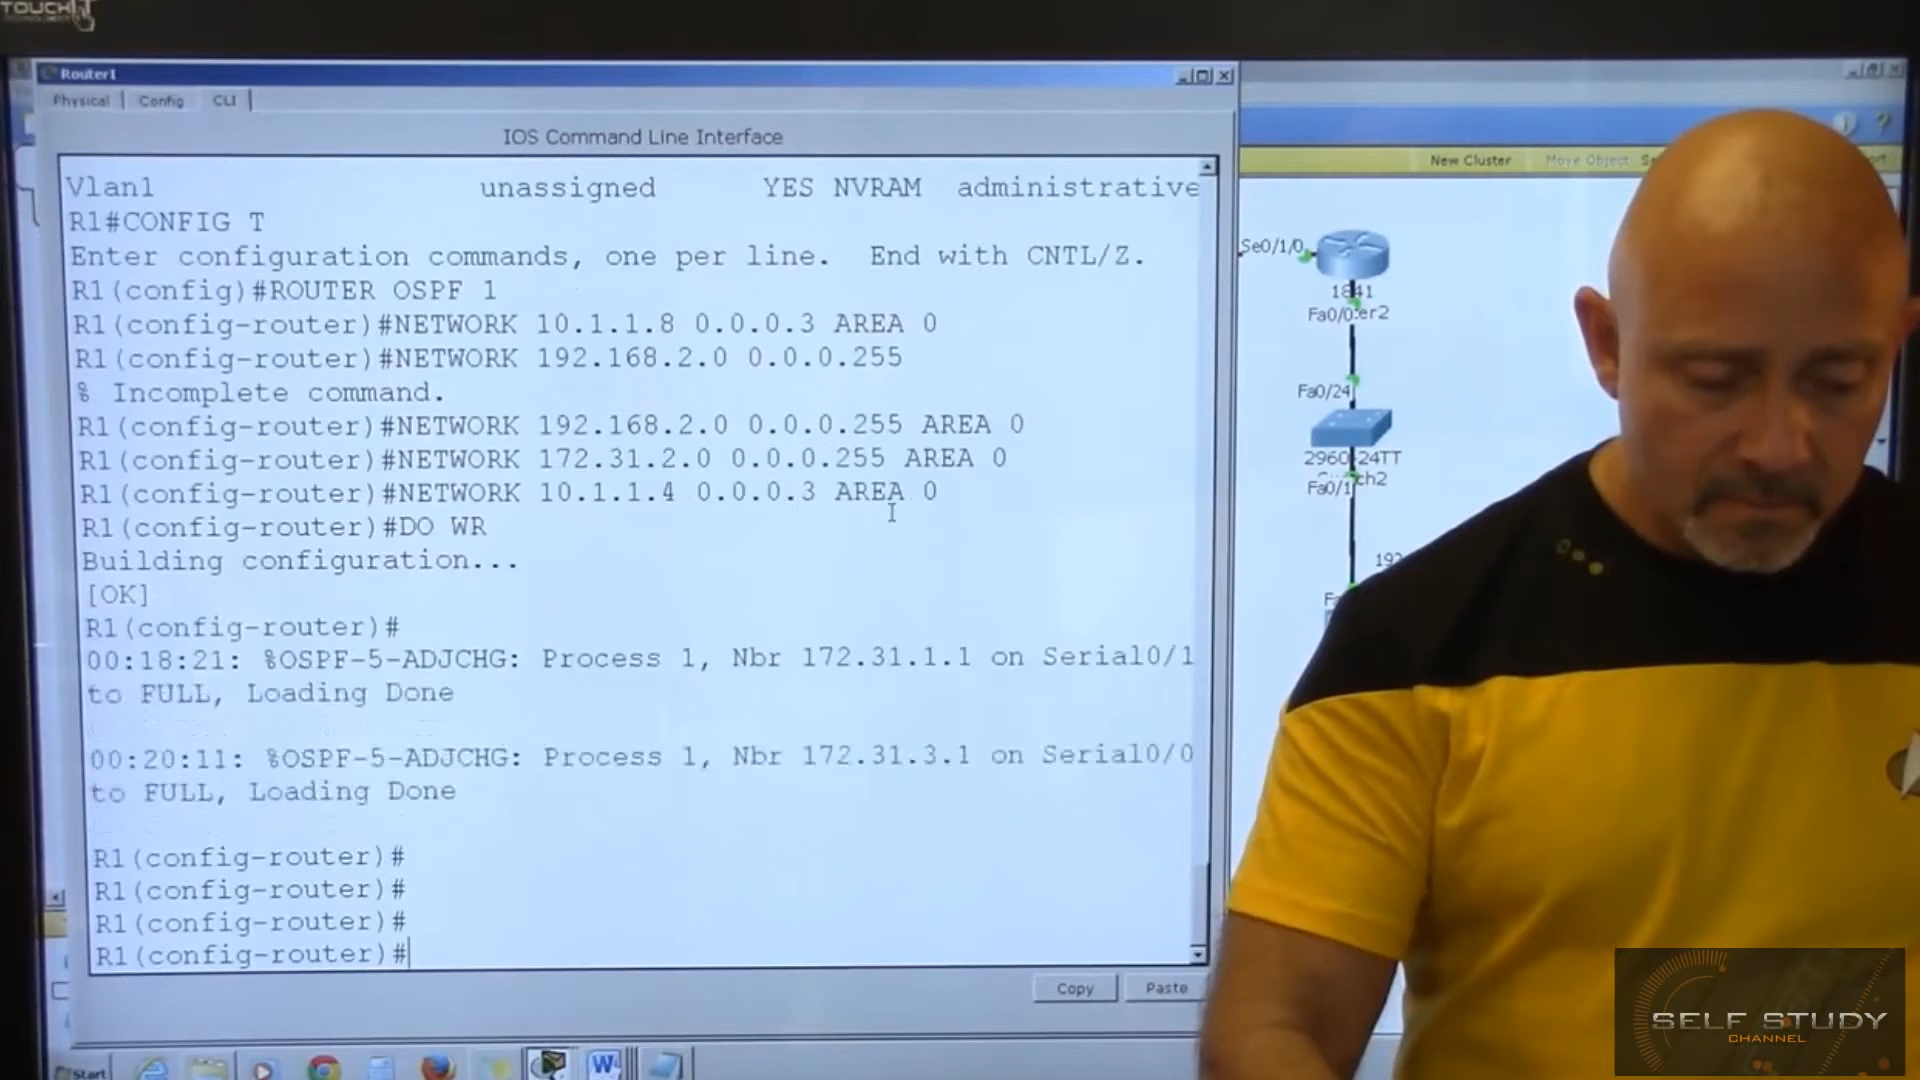 TOUCHIT
Router1
Physical
Config
CLI
IOS Command Line Interface
Vlan1 unassigned YES NVRAM administrative
R1#CONFIG T
Enter configuration commands, one per line. End with CNTL/Z.
R1(config)#ROUTER OSPF 1
R1(config-router)#NETWORK 10.1.1.8 0.0.0.3 AREA 0
R1(config-router)#NETWORK 192.168.2.0 0.0.0.255
% Incomplete command.
R1(config-router)#NETWORK 192.168.2.0 0.0.0.255 AREA 0
R1(config-router)#NETWORK 172.31.2.0 0.0.0.255 AREA 0
R1(config-router)#NETWORK 10.1.1.4 0.0.0.3 AREA 0
R1(config-router)#DO WR
Building configuration...
[OK]
R1(config-router)#
00:18:21: %OSPF-5-ADJCHG: Process 1, Nbr 172.31.1.1 on Serial0/1
to FULL, Loading Done
00:20:11: %OSPF-5-ADJCHG: Process 1, Nbr 172.31.3.1 on Serial0/0
to FULL, Loading Done
R1(config-router)#
R1(config-router)#
R1(config-router)#
R1(config-router)#
Copy
Paste
Start
New Cluster
Move Object
Se0/1/0
1841
Fa0/0
er2
Fa0/24
2960-24TT
Fa0/1
ch2
192
SELF STUDY
CHANNEL